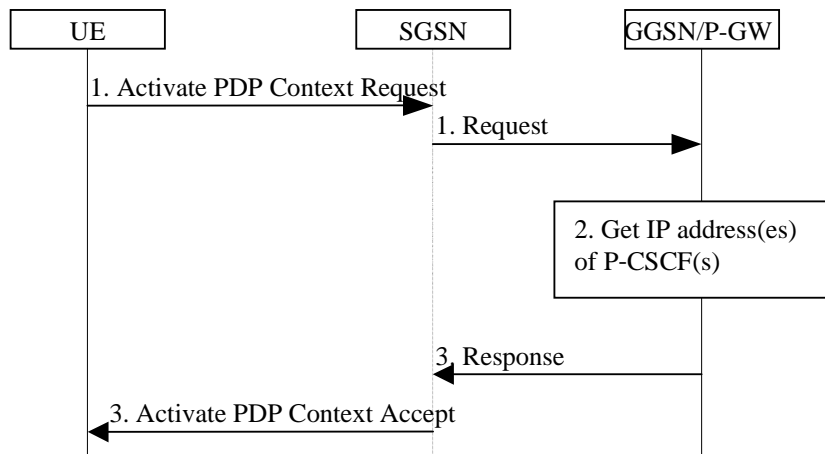 UE
SGSN
GGSN/P-GW
1. Activate PDP Context Request
1. Request
2. Get IP address(es)
of P-CSCF(s)
3. Response
3. Activate PDP Context Accept